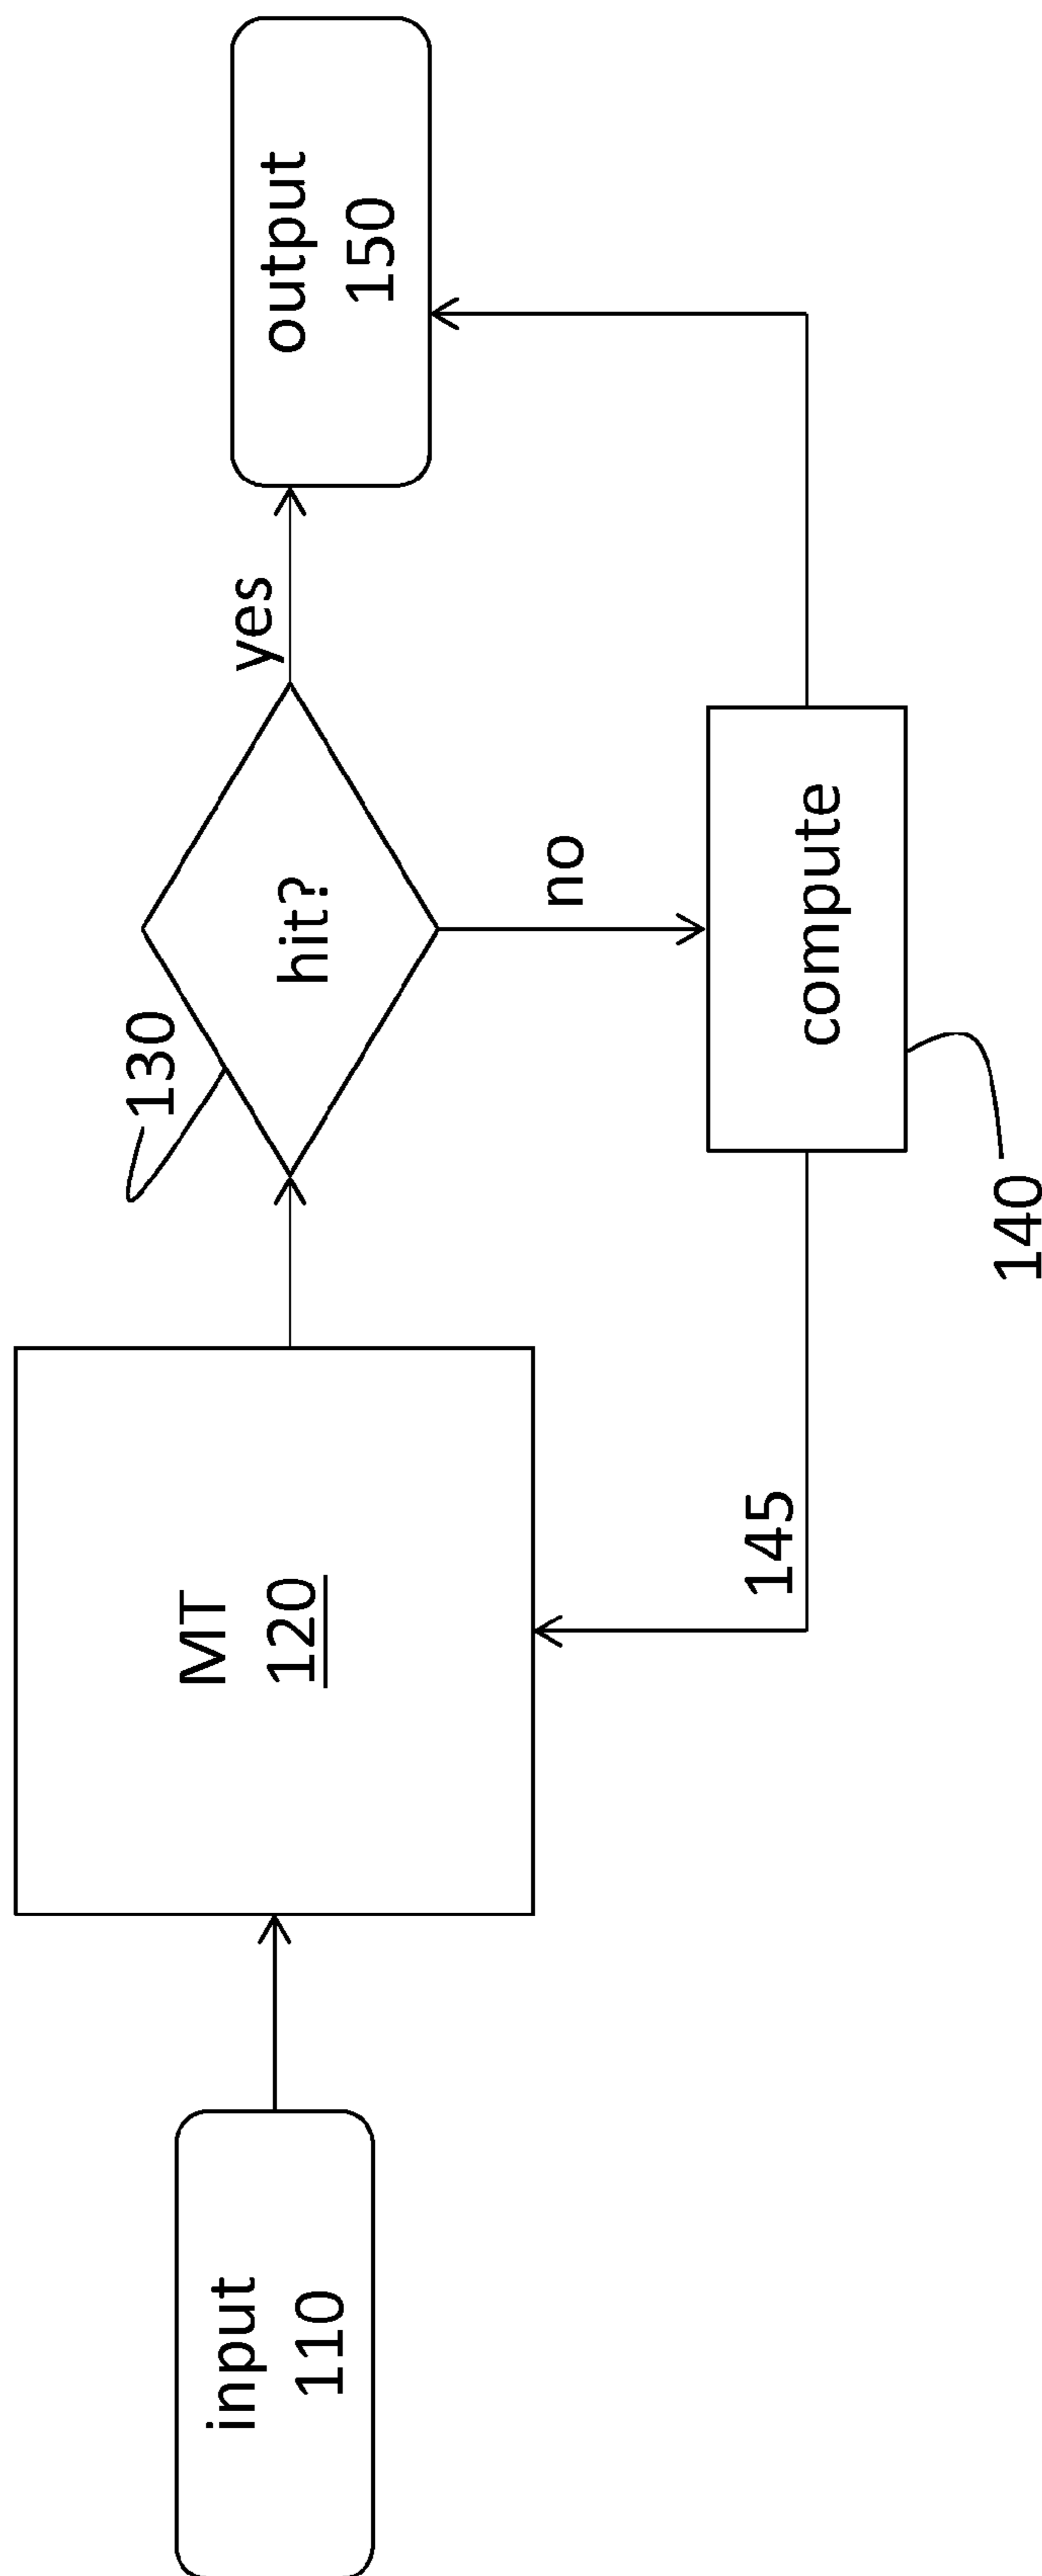 input
110
MT
120
130
hit?
yes
no
output
150
compute
140
145